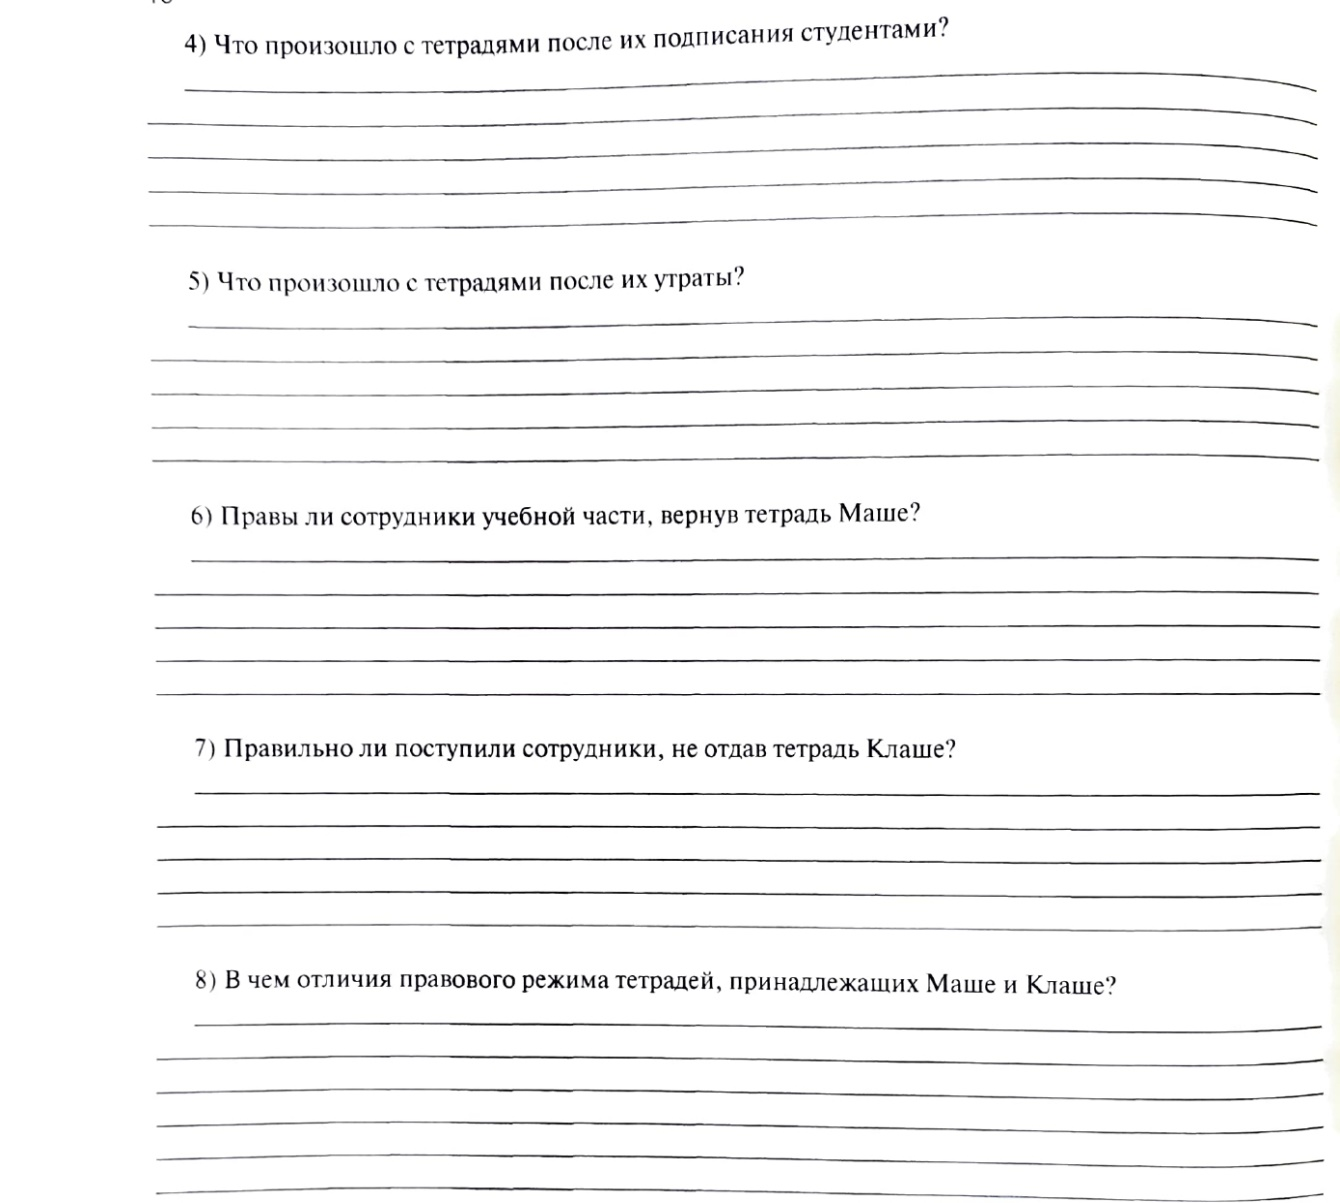 4) Что произошло с тетрадями после их подписания студентами?
5) Что произошло с тетрадями после их утраты?
6) Правы ли сотрудники учебной части, вернув тетрадь Маше?
7) Правильно ли поступили сотрудники, не отдав тетрадь Клаше?
8) В чем отличия правового режима тетрадей, принадлежащих Маше и Клаше?